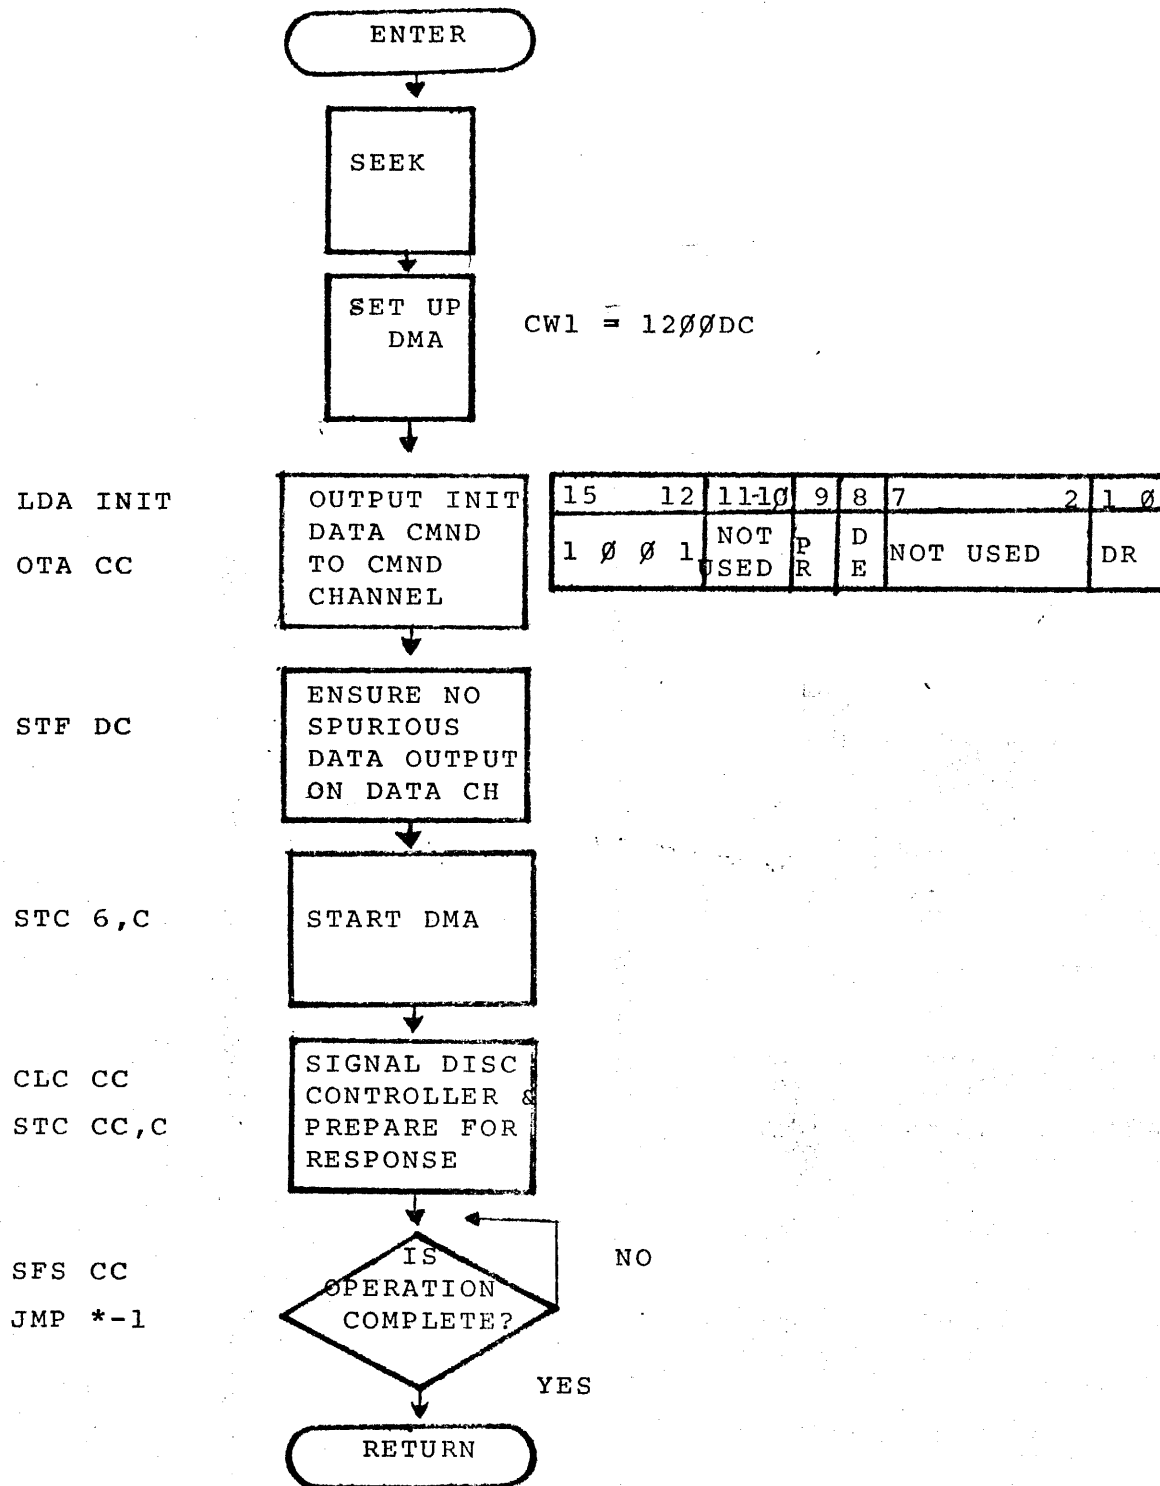 ENTER
SEEK
SET UP
DMA
CW1 = 12ØØDC
LDA INIT
OTA CC
OUTPUT INIT
DATA CMND
TO CMND
CHANNEL
15 12 11-1Ø 9 8 7 2 1 Ø
1 Ø Ø 1 NOT USED PR DE NOT USED DR
STF DC
ENSURE NO
SPURIOUS
DATA OUTPUT
ON DATA CH
STC 6,C
START DMA
CLC CC
STC CC,C
SIGNAL DISC
CONTROLLER &
PREPARE FOR
RESPONSE
SFS CC
JMP *-1
IS
OPERATION
COMPLETE?
NO
YES
RETURN